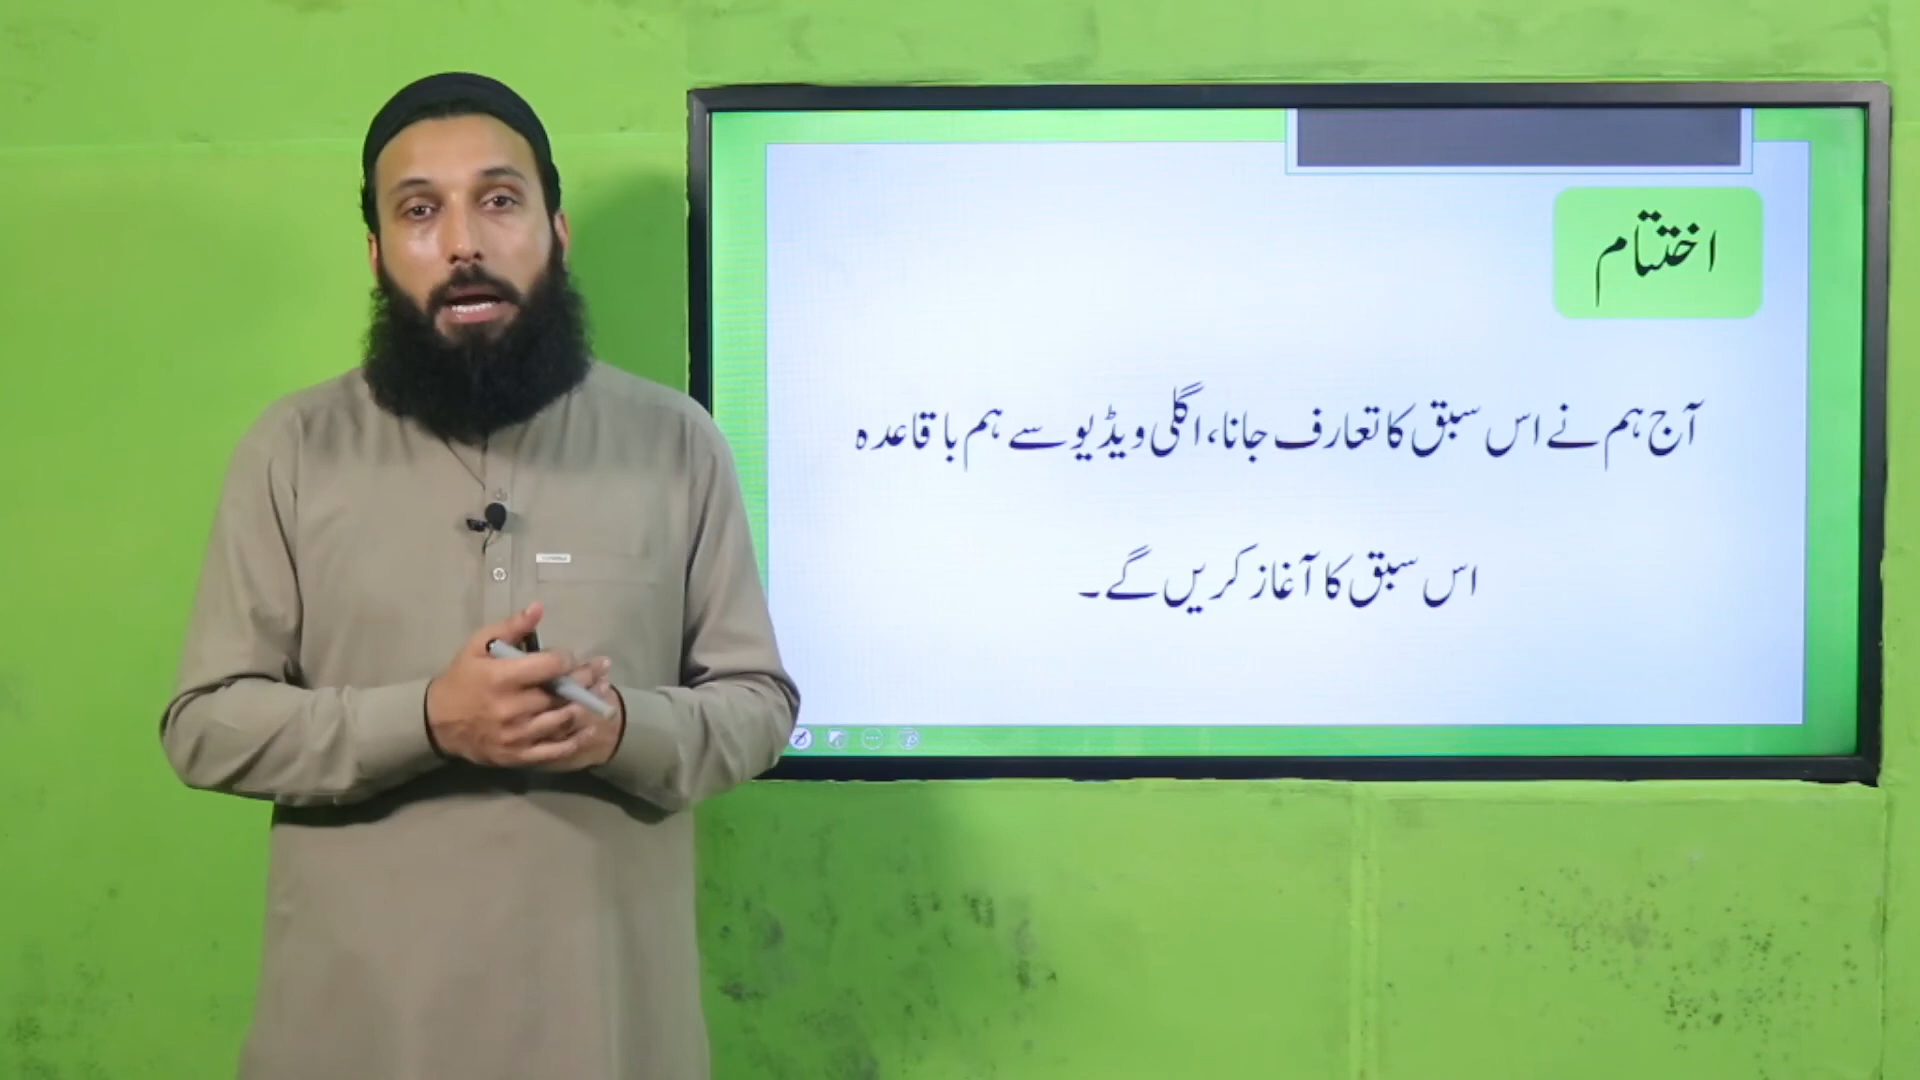 اختتام
آج ہم نے اس سبق کا تعارف جانا، اگلی ویڈیو سے ہم باقاعدہ
اس سبق کا آغاز کریں گے۔